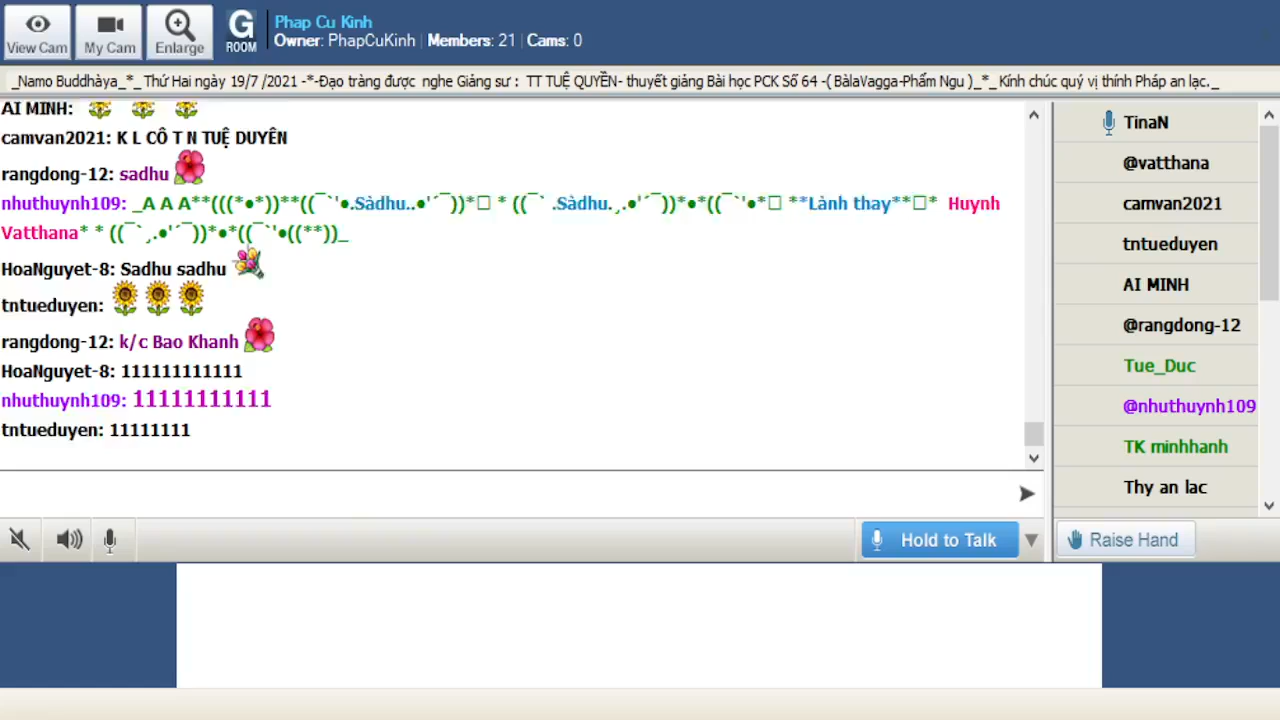 View Cam
My Cam
Enlarge
G ROOM
Phap Cu Kinh
Owner: PhapCuKinh | Members: 21 | Cams: 0
_Namo Buddhàya_*_ Thứ Hai ngày 19/7 /2021 -*-Đạo tràng được nghe Giảng sư : TT TUỆ QUYỀN- thuyết giảng Bài học PCK Số 64 -( BàlaVagga-Phẩm Ngu )_*_ Kính chúc quý vị thính Pháp an lạc._
AI MINH:
camvan2021: K L CÔ T N TUỆ DUYÊN
rangdong-12: sadhu
nhuthuynh109: _A A A**(((*●*))**((¯`'●.Sàdhu..●'´¯))*□ * ((¯` .Sàdhu.¸.●'´¯))*●*((¯`'●*□ **Lành thay**□* Huynh
Vatthana* * ((¯`¸.●'´¯))*●*((¯`'●((**))_
HoaNguyet-8: Sadhu sadhu
tntueduyen:
rangdong-12: k/c Bao Khanh
HoaNguyet-8: 111111111111
nhuthuynh109: 11111111111
tntueduyen: 11111111
TinaN
@vatthana
camvan2021
tntueduyen
AI MINH
@rangdong-12
Tue_Duc
@nhuthuynh109
TK minhhanh
Thy an lac
Hold to Talk
Raise Hand